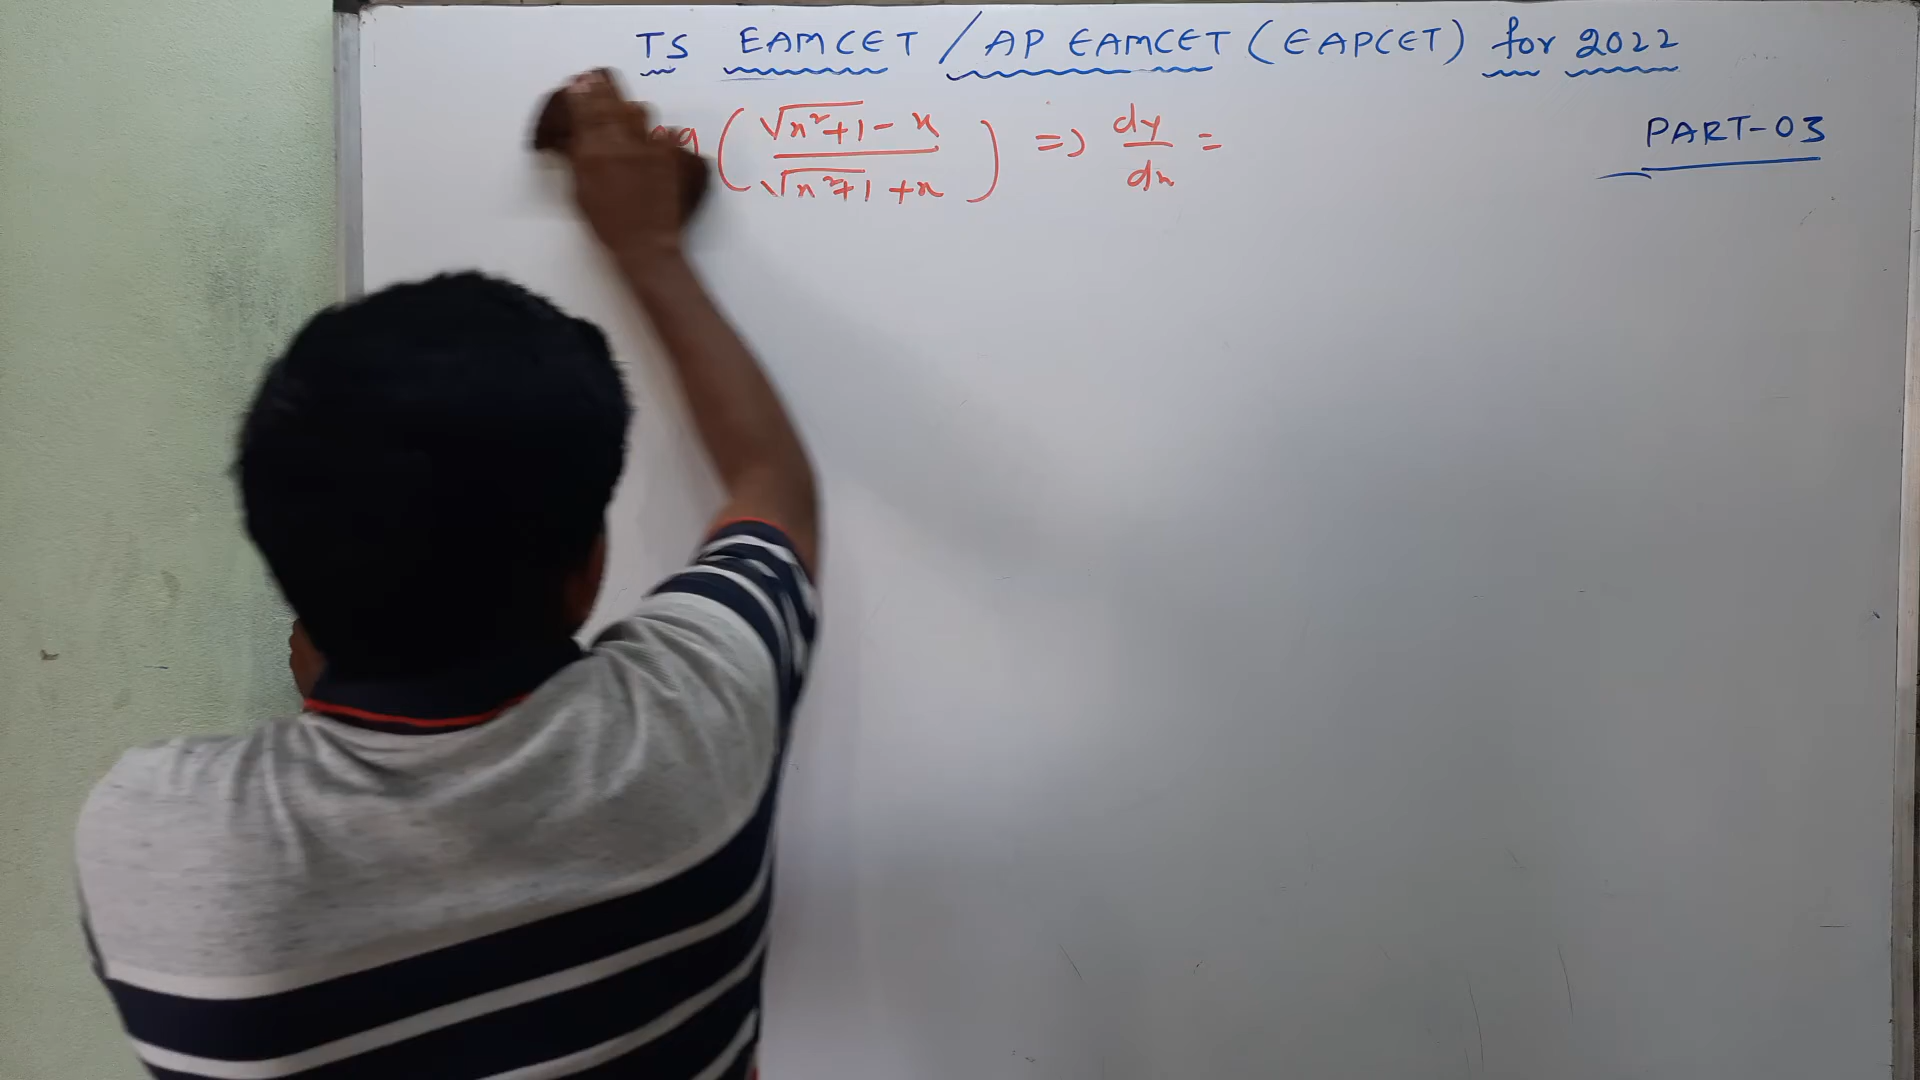 TS EAMCET / AP EAMCET (EAPCET) for 2022
PART-03
(√x²+1 - x / √x²+1 + x) => dy/dx =